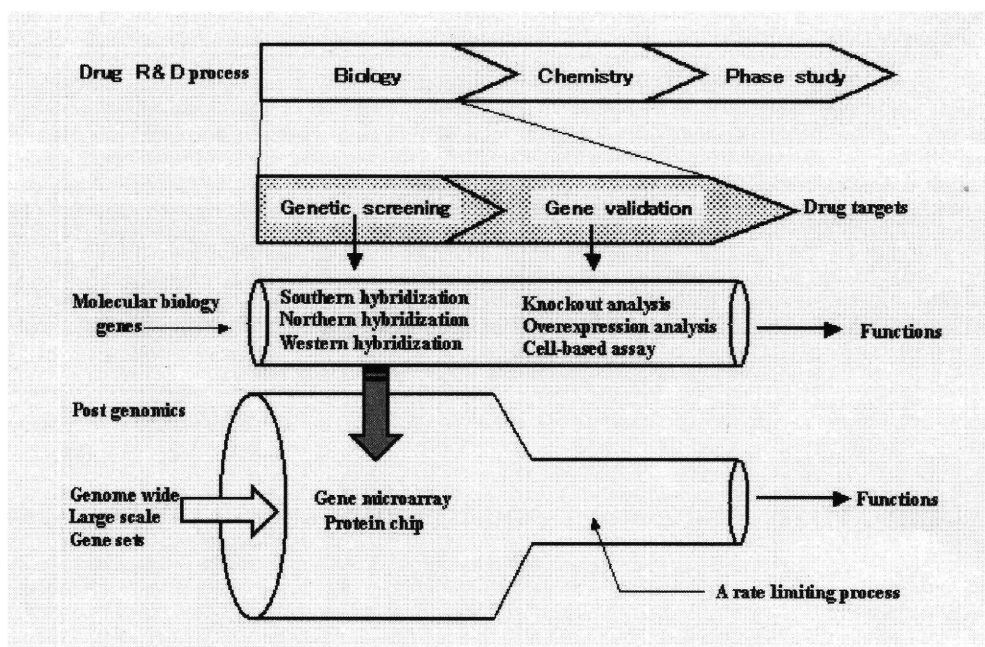 Drug R & D process
Biology
Chemistry
Phase study
Genetic screening
Gene validation
Drug targets
Molecular biology
genes
Southern hybridization
Northern hybridization
Western hybridization
Knockout analysis
Overexpression analysis
Cell-based assay
Functions
Post genomics
Genome wide
Large scale
Gene sets
Gene microarray
Protein chip
Functions
A rate limiting process